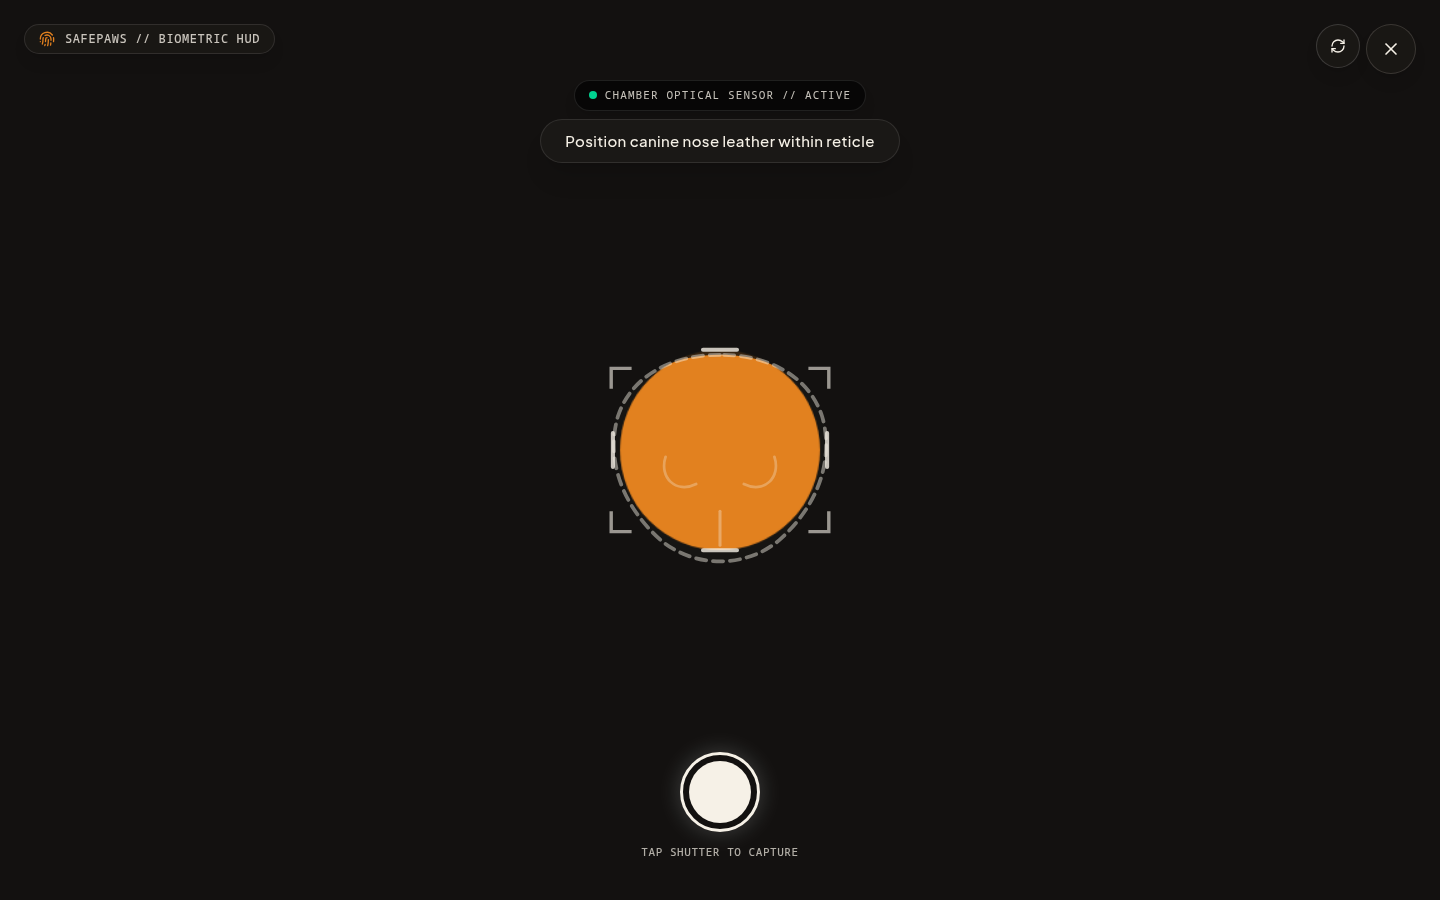 SAFEPAWS // BIOMETRIC HUD
CHAMBER OPTICAL SENSOR // ACTIVE
Position canine nose leather within reticle
TAP SHUTTER TO CAPTURE